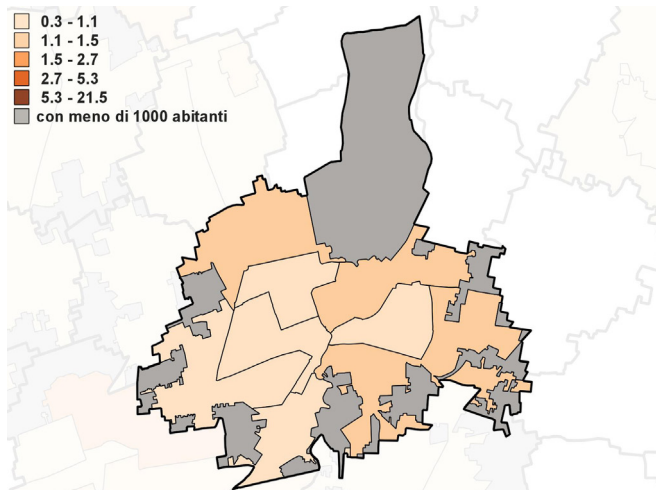 0.3 - 1.1
1.1 - 1.5
1.5 - 2.7
2.7 - 5.3
5.3 - 21.5
con meno di 1000 abitanti